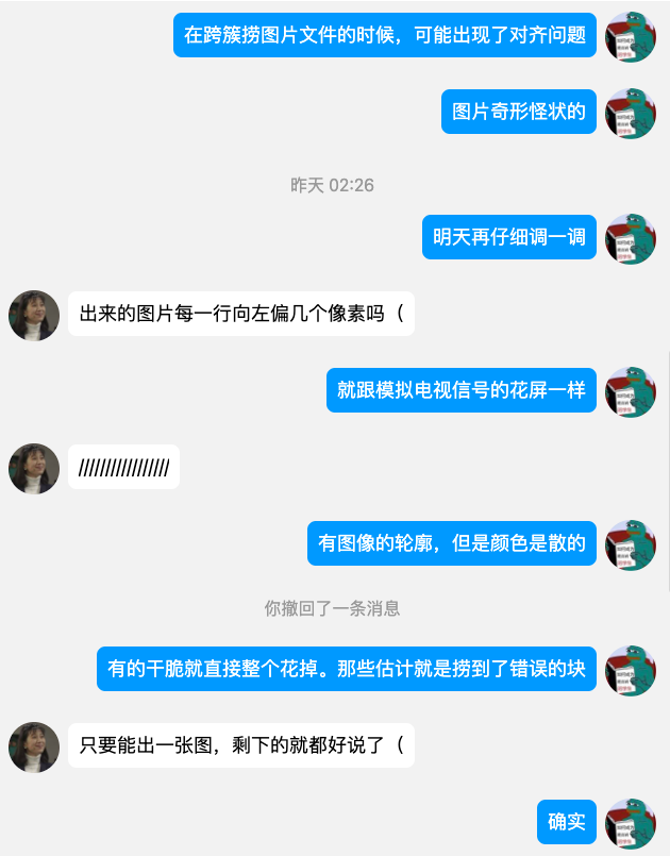 在跨簇捞图片文件的时候，可能出现了对齐问题
图片奇形怪状的
昨天 02:26
明天再仔细调一调
出来的图片每一行向左偏几个像素吗（
就跟模拟电视信号的花屏一样
/////////////////
有图像的轮廓，但是颜色是散的
你撤回了一条消息
有的干脆就直接整个花掉。那些估计就是捞到了错误的块
只要能出一张图，剩下的就都好说了（
确实